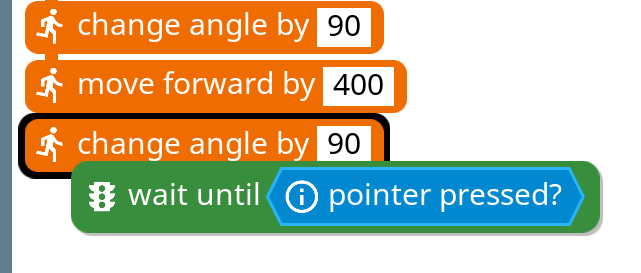 change angle by 90
move forward by 400
change angle by 90
wait until pointer pressed?